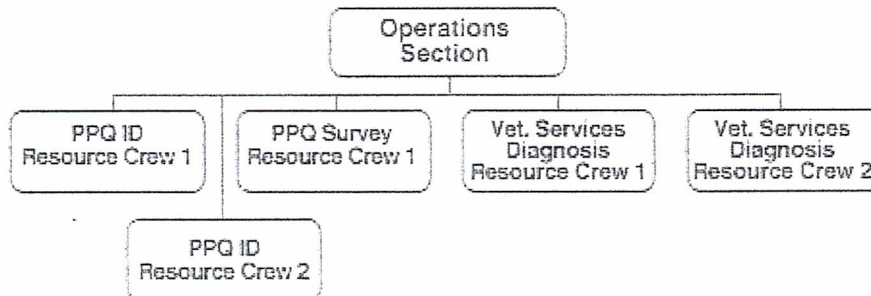 Operations
Section
PPQ ID
Resource Crew 1
PPQ Survey
Resource Crew 1
Vet. Services
Diagnosis
Resource Crew 1
Vet. Services
Diagnosis
Resource Crew 2
PPQ ID
Resource Crew 2